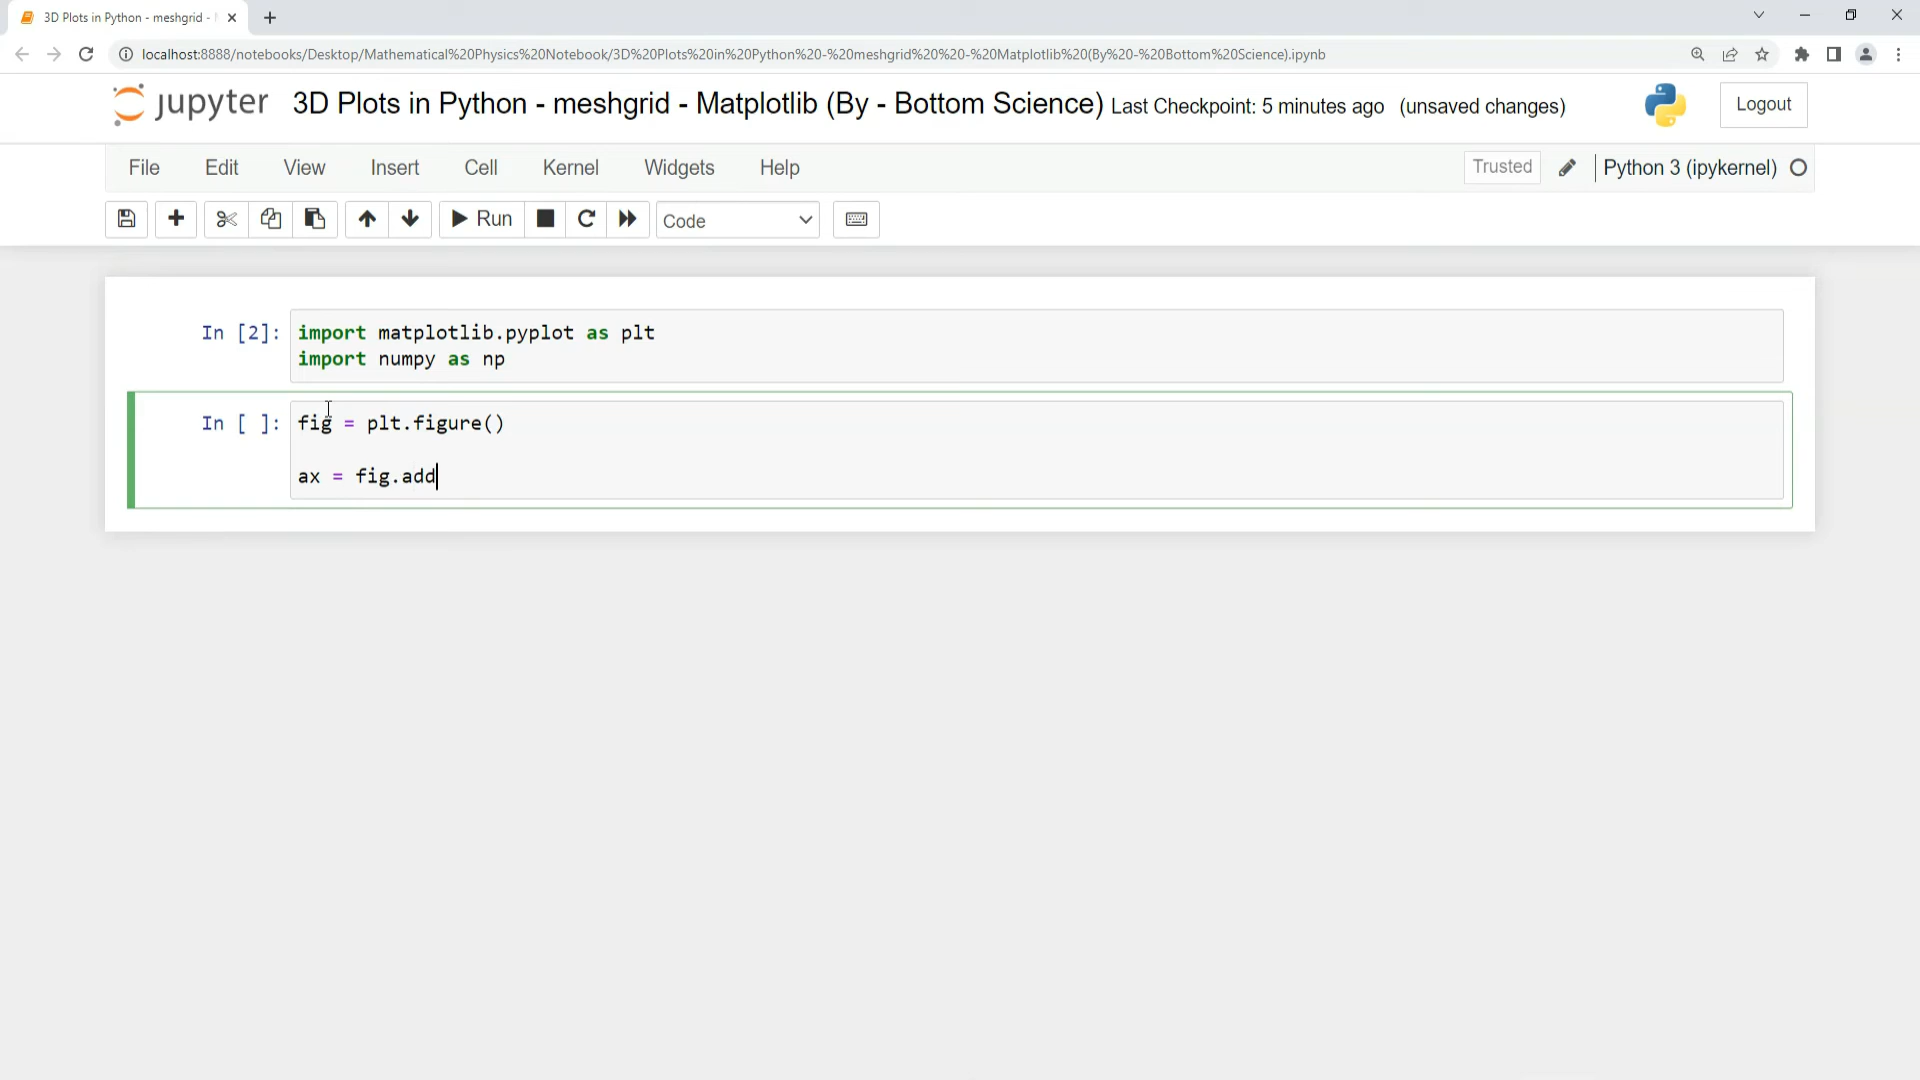 3D Plots in Python - meshgrid -
localhost:8888/notebooks/Desktop/Mathematical%20Physics%20Notebook/3D%20Plots%20in%20Python%20-%20meshgrid%20%20-%20Matplotlib%20(By%20-%20Bottom%20Science).ipynb
jupyter 3D Plots in Python - meshgrid - Matplotlib (By - Bottom Science) Last Checkpoint: 5 minutes ago (unsaved changes) Logout
File Edit View Insert Cell Kernel Widgets Help Trusted Python 3 (ipykernel)
Run Code
In [2]: import matplotlib.pyplot as plt
import numpy as np
In [ ]: fig = plt.figure()
ax = fig.add